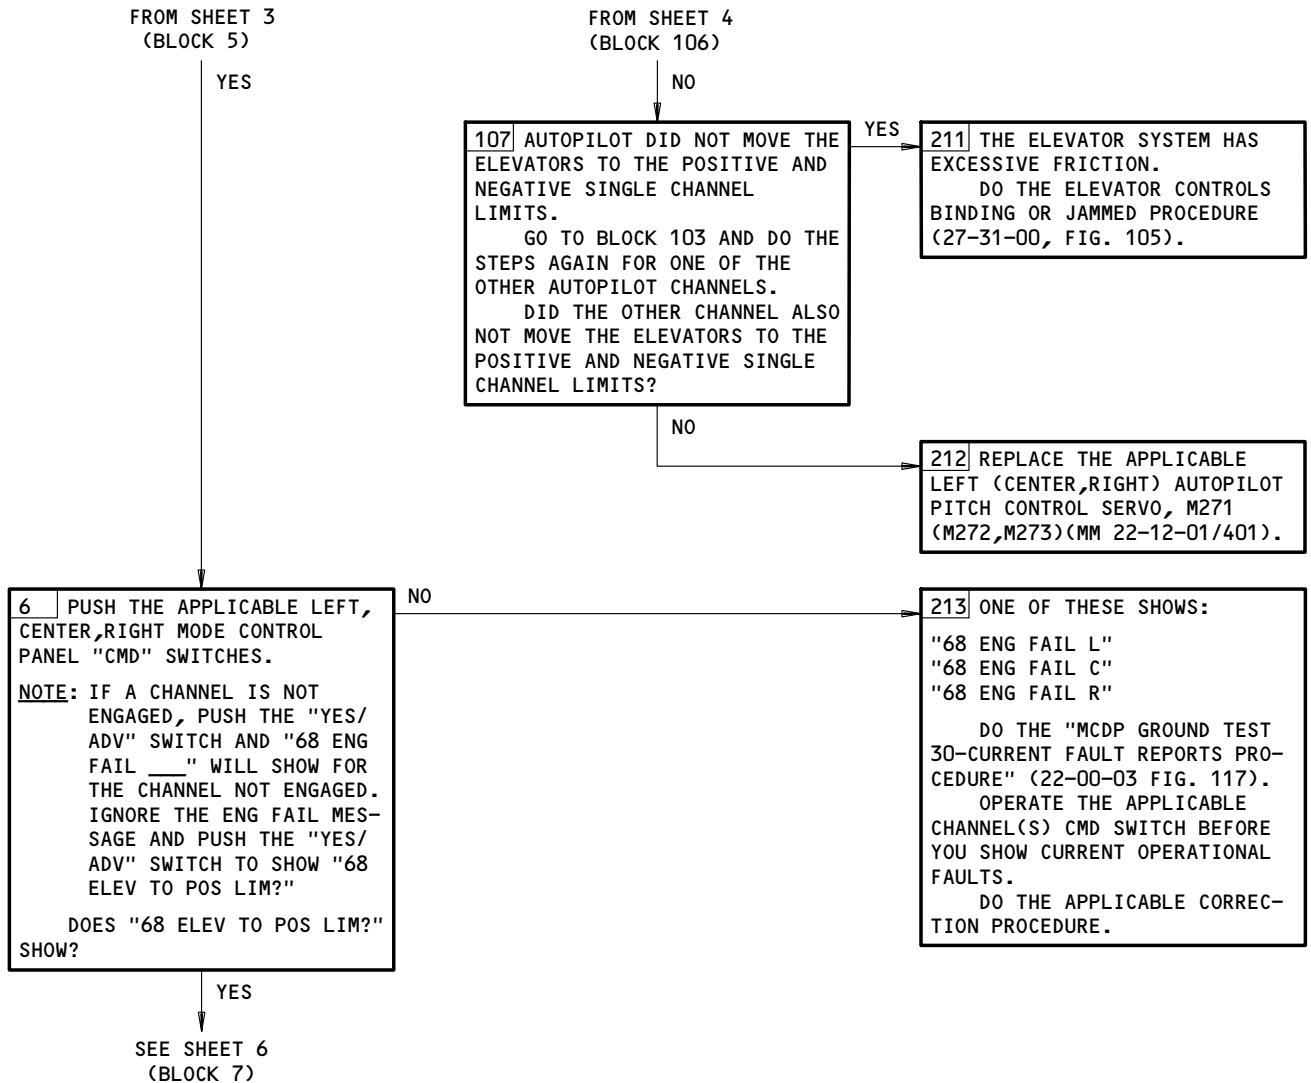 FROM SHEET 3
(BLOCK 5)
YES
FROM SHEET 4
(BLOCK 106)
NO
107 AUTOPILOT DID NOT MOVE THE
ELEVATORS TO THE POSITIVE AND
NEGATIVE SINGLE CHANNEL
LIMITS.
GO TO BLOCK 103 AND DO THE
STEPS AGAIN FOR ONE OF THE
OTHER AUTOPILOT CHANNELS.
DID THE OTHER CHANNEL ALSO
NOT MOVE THE ELEVATORS TO THE
POSITIVE AND NEGATIVE SINGLE
CHANNEL LIMITS?
YES
211 THE ELEVATOR SYSTEM HAS
EXCESSIVE FRICTION.
DO THE ELEVATOR CONTROLS
BINDING OR JAMMED PROCEDURE
(27-31-00, FIG. 105).
NO
212 REPLACE THE APPLICABLE
LEFT (CENTER,RIGHT) AUTOPILOT
PITCH CONTROL SERVO, M271
(M272,M273)(MM 22-12-01/401).
6 PUSH THE APPLICABLE LEFT,
CENTER,RIGHT MODE CONTROL
PANEL "CMD" SWITCHES.
NOTE: IF A CHANNEL IS NOT
ENGAGED, PUSH THE "YES/
ADV" SWITCH AND "68 ENG
FAIL ___" WILL SHOW FOR
THE CHANNEL NOT ENGAGED.
IGNORE THE ENG FAIL MES-
SAGE AND PUSH THE "YES/
ADV" SWITCH TO SHOW "68
ELEV TO POS LIM?"
DOES "68 ELEV TO POS LIM?"
SHOW?
NO
213 ONE OF THESE SHOWS:
"68 ENG FAIL L"
"68 ENG FAIL C"
"68 ENG FAIL R"
DO THE "MCDP GROUND TEST
30-CURRENT FAULT REPORTS PRO-
CEDURE" (22-00-03 FIG. 117).
OPERATE THE APPLICABLE
CHANNEL(S) CMD SWITCH BEFORE
YOU SHOW CURRENT OPERATIONAL
FAULTS.
DO THE APPLICABLE CORREC-
TION PROCEDURE.
YES
SEE SHEET 6
(BLOCK 7)